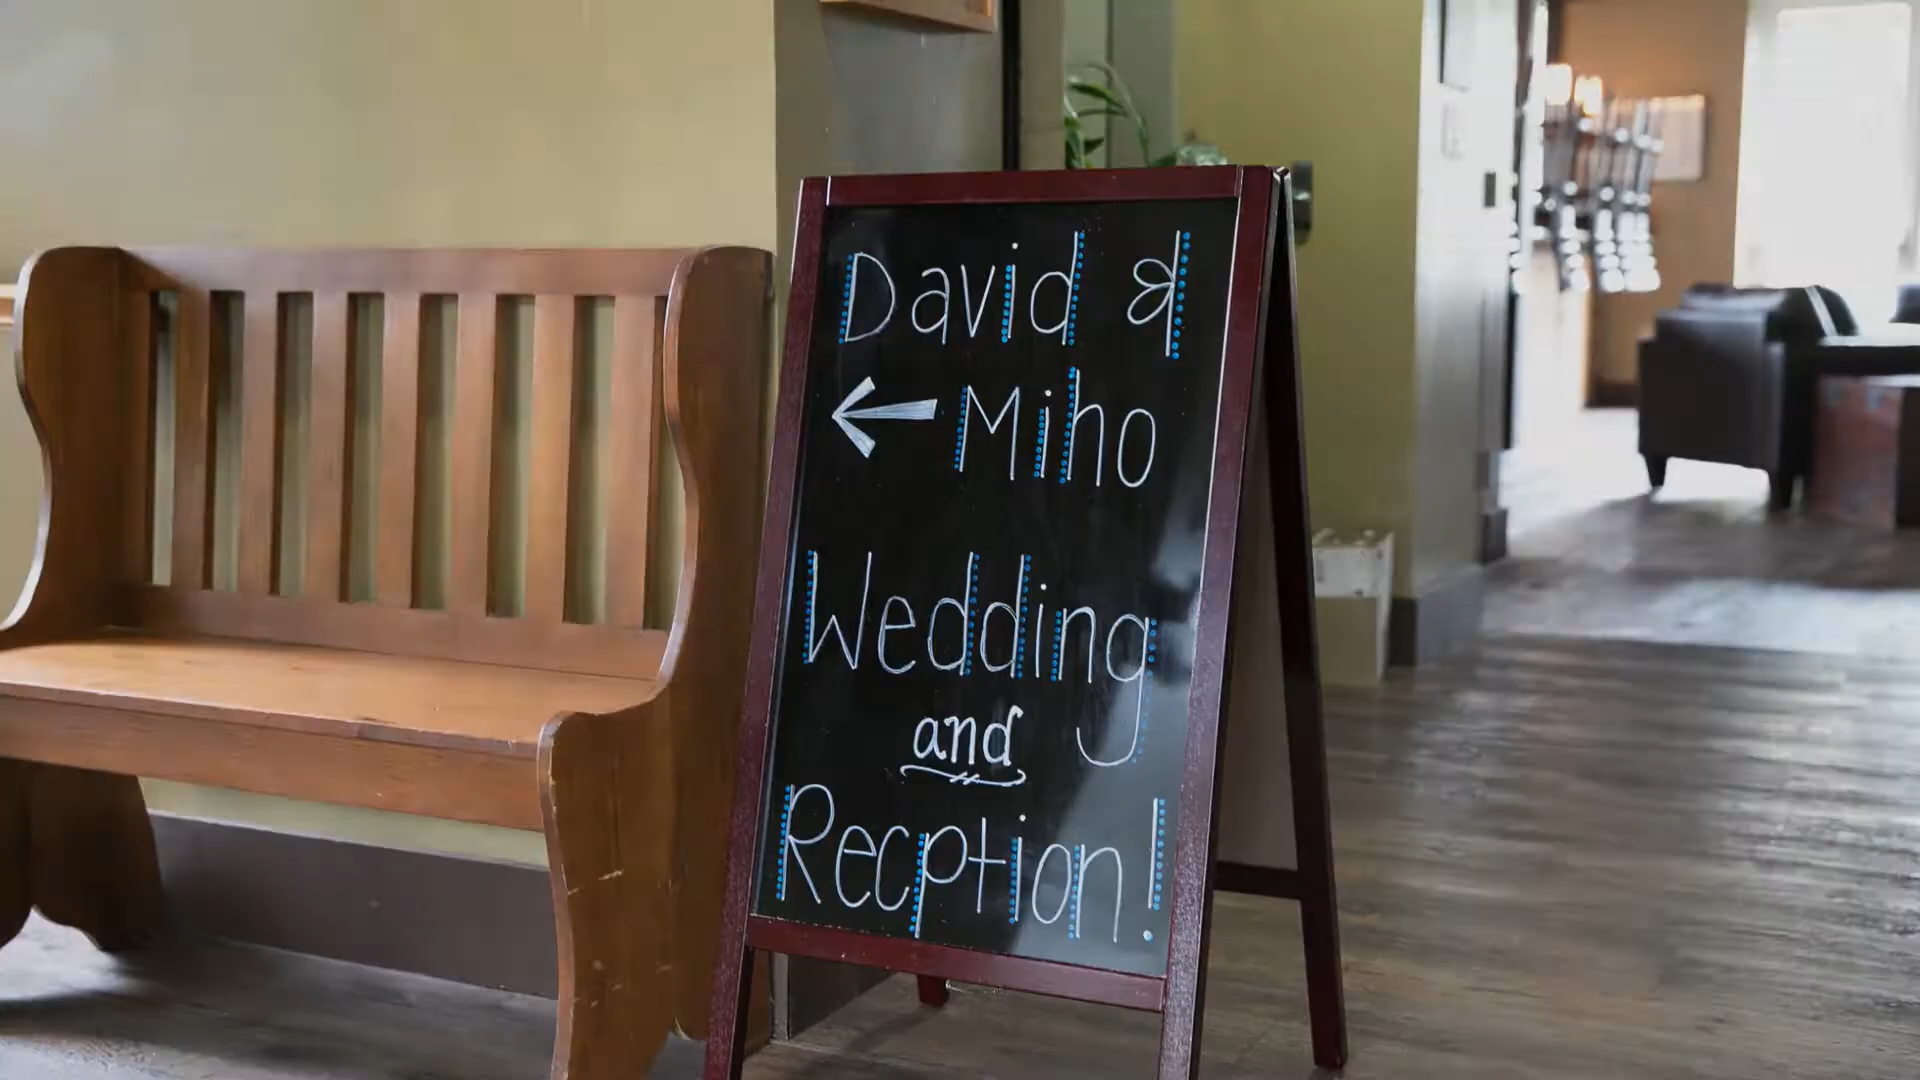 David &
← Miho
Wedding
and
Recption!